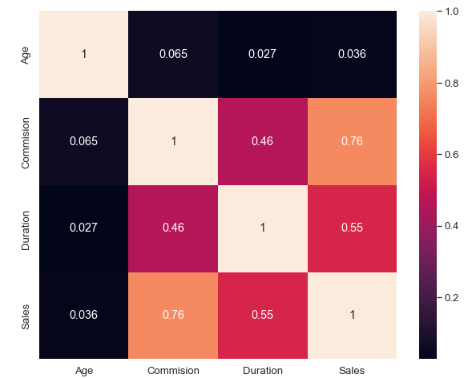 Age 1 0.065 0.027 0.036
Commision 0.065 1 0.46 0.76
Duration 0.027 0.46 1 0.55
Sales 0.036 0.76 0.55 1
Age Commision Duration Sales
1.0
0.8
0.6
0.4
0.2